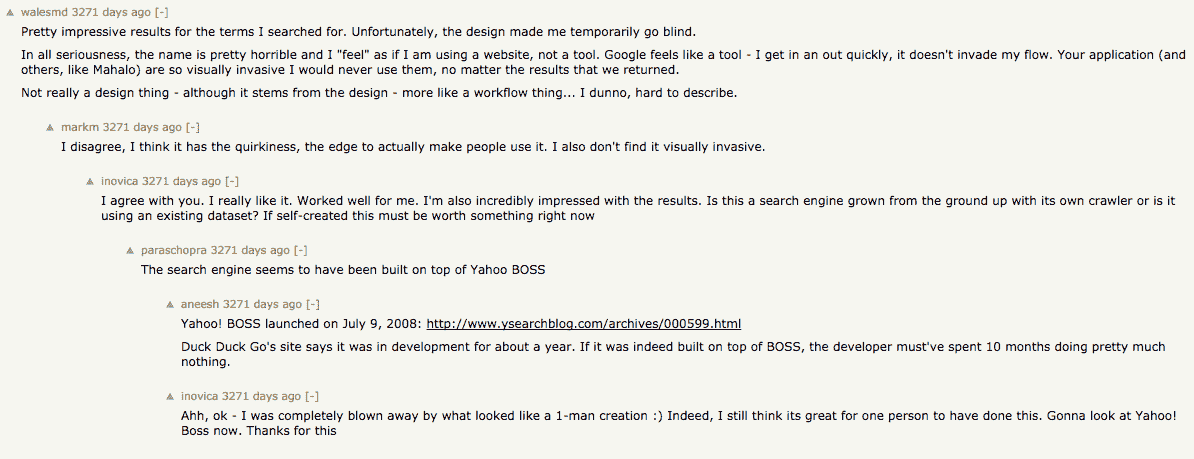 walesmd 3271 days ago [-]
Pretty impressive results for the terms I searched for. Unfortunately, the design made me temporarily go blind.
In all seriousness, the name is pretty horrible and I "feel" as if I am using a website, not a tool. Google feels like a tool - I get in an out quickly, it doesn't invade my flow. Your application (and
others, like Mahalo) are so visually invasive I would never use them, no matter the results that we returned.
Not really a design thing - although it stems from the design - more like a workflow thing... I dunno, hard to describe.
markm 3271 days ago [-]
I disagree, I think it has the quirkiness, the edge to actually make people use it. I also don't find it visually invasive.
inovica 3271 days ago [-]
I agree with you. I really like it. Worked well for me. I'm also incredibly impressed with the results. Is this a search engine grown from the ground up with its own crawler or is it
using an existing dataset? If self-created this must be worth something right now
paraschopra 3271 days ago [-]
The search engine seems to have been built on top of Yahoo BOSS
aneesh 3271 days ago [-]
Yahoo! BOSS launched on July 9, 2008: http://www.ysearchblog.com/archives/000599.html
Duck Duck Go's site says it was in development for about a year. If it was indeed built on top of BOSS, the developer must've spent 10 months doing pretty much
nothing.
inovica 3271 days ago [-]
Ahh, ok - I was completely blown away by what looked like a 1-man creation :) Indeed, I still think its great for one person to have done this. Gonna look at Yahoo!
Boss now. Thanks for this